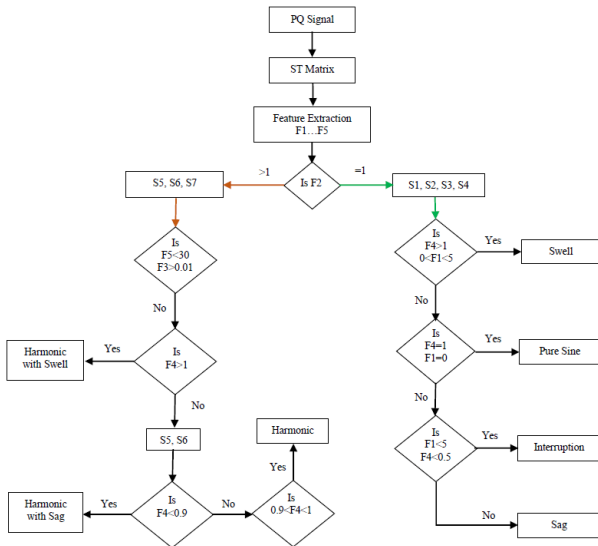 PQ Signal
ST Matrix
Feature Extraction
F1…F5
>1
Is F2
=1
S5, S6, S7
S1, S2, S3, S4
Is
F5<30
F3>0.01
Is
F4>1
0<F1<5
Yes
Swell
No
No
Harmonic
with Swell
Yes
Is
F4>1
Is
F4=1
F1=0
Yes
Pure Sine
No
No
S5, S6
Harmonic
Is
F1<5
F4<0.5
Yes
Interruption
Yes
Harmonic
with Sag
Yes
Is
F4<0.9
No
Is
0.9<F4<1
No
Sag